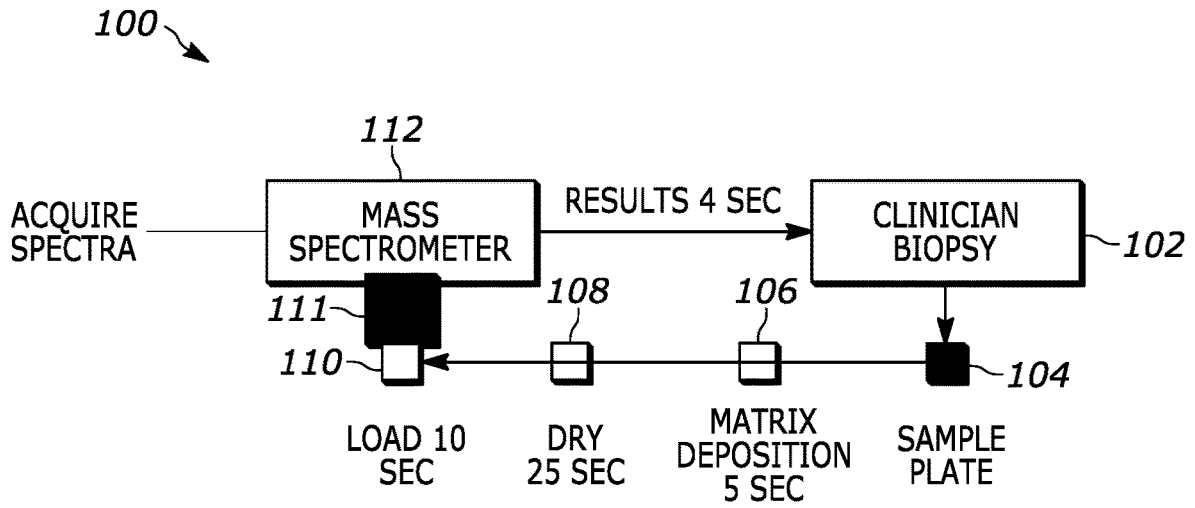 100
112
ACQUIRE
SPECTRA
MASS
SPECTROMETER
RESULTS 4 SEC
CLINICIAN
BIOPSY
102
111
108
106
110
104
LOAD 10
SEC
DRY
25 SEC
MATRIX
DEPOSITION
5 SEC
SAMPLE
PLATE